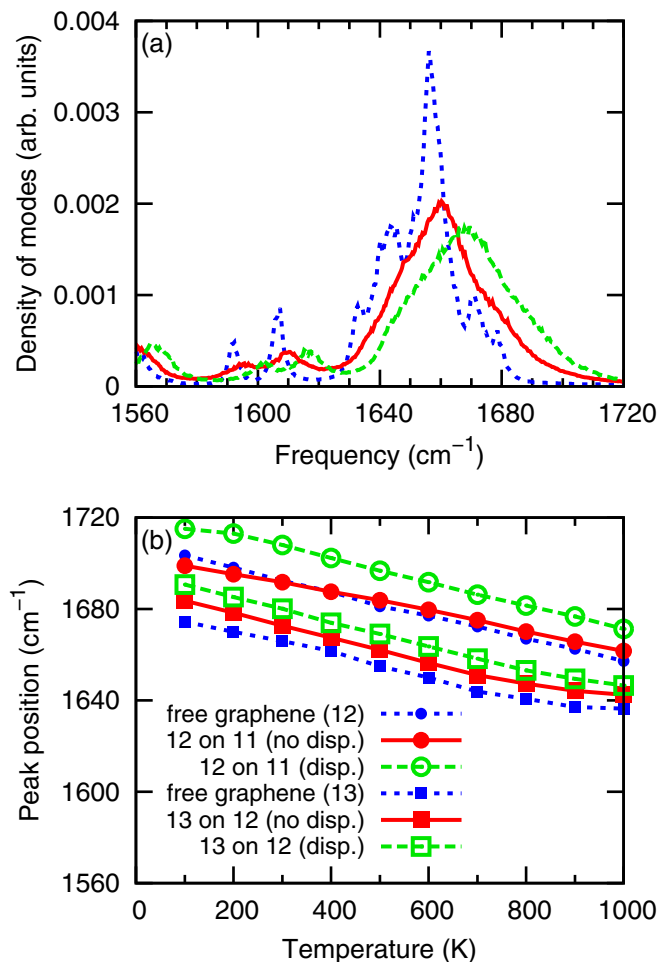 (a)
0.004
0.003
0.002
0.001
0
Density of modes (arb. units)
1560 1600 1640 1680 1720
Frequency (cm⁻¹)
(b)
1720
1680
1640
1600
1560
Peak position (cm⁻¹)
free graphene (12)
12 on 11 (no disp.)
12 on 11 (disp.)
free graphene (13)
13 on 12 (no disp.)
13 on 12 (disp.)
0 200 400 600 800 1000
Temperature (K)